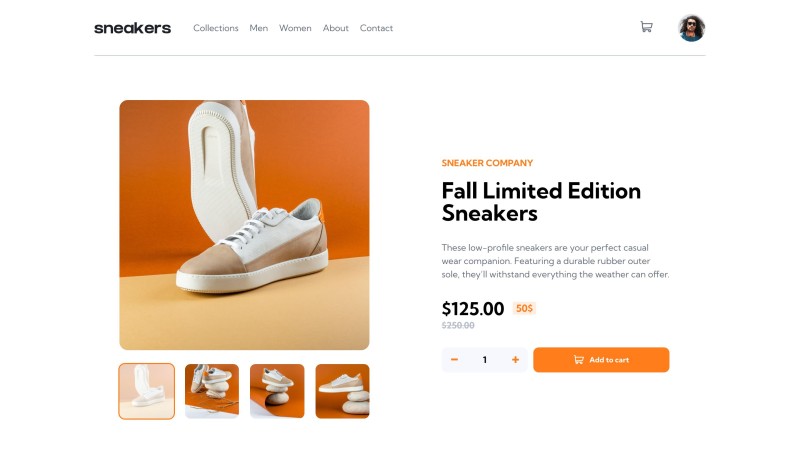 sneakers Collections Men Women About Contact
SNEAKER COMPANY
Fall Limited Edition
Sneakers
These low-profile sneakers are your perfect casual
wear companion. Featuring a durable rubber outer
sole, they'll withstand everything the weather can offer.
$125.00 50$
$250.00
1 Add to cart